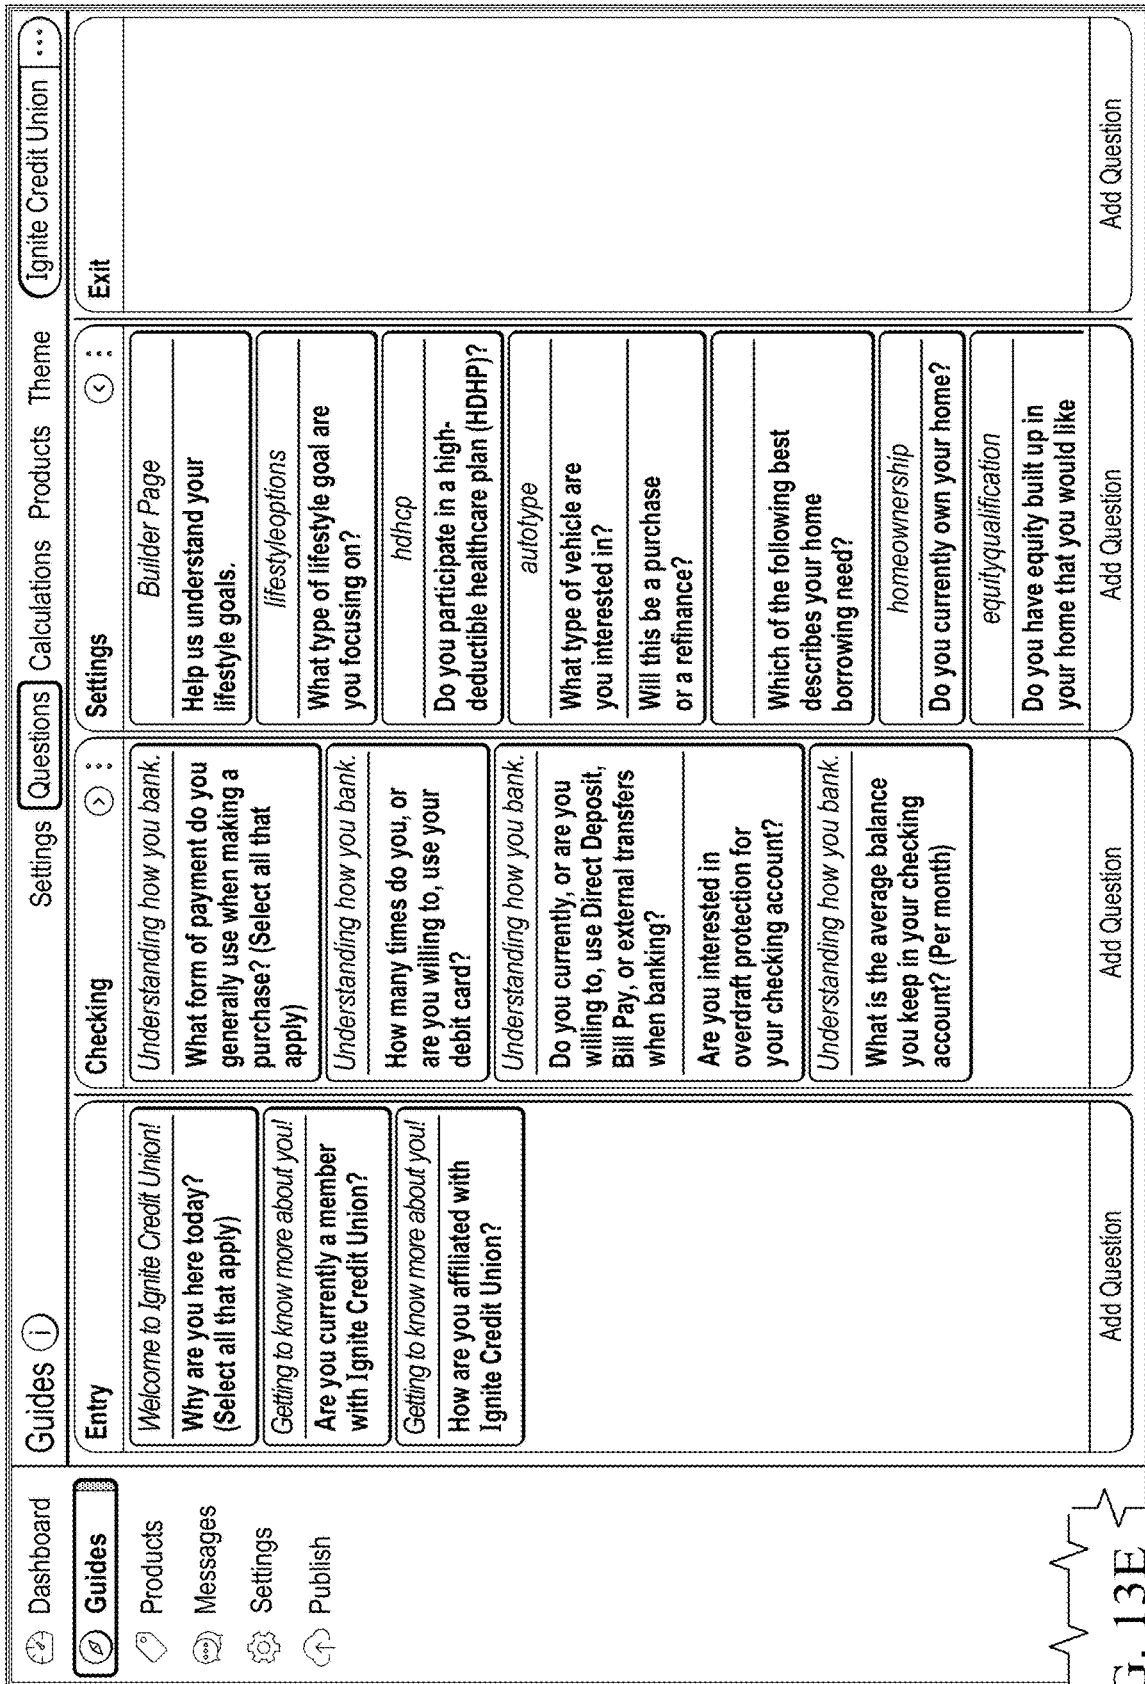 Dashboard
Guides
Products
Messages
Settings
Publish
Guides i
Settings Questions Calculations Products Theme
Ignite Credit Union ...
Entry
Welcome to Ignite Credit Union!
Why are you here today?
(Select all that apply)
Getting to know more about you!
Are you currently a member
with Ignite Credit Union?
Getting to know more about you!
How are you affiliated with
Ignite Credit Union?
Add Question
Checking
Understanding how you bank.
What form of payment do you
generally use when making a
purchase? (Select all that
apply)
Understanding how you bank.
How many times do you, or
are you willing to, use your
debit card?
Understanding how you bank.
Do you currently, or are you
willing to, use Direct Deposit,
Bill Pay, or external transfers
when banking?
Are you interested in
overdraft protection for
your checking account?
Understanding how you bank.
What is the average balance
you keep in your checking
account? (Per month)
Add Question
Settings
Builder Page
Help us understand your
lifestyle goals.
lifestyleoptions
What type of lifestyle goal are
you focusing on?
hdhcp
Do you participate in a high-
deductible healthcare plan (HDHP)?
autotype
What type of vehicle are
you interested in?
Will this be a purchase
or a refinance?
Which of the following best
describes your home
borrowing need?
homeownership
Do you currently own your home?
equityqualification
Do you have equity built up in
your home that you would like
Add Question
Exit
Add Question
G. 13E